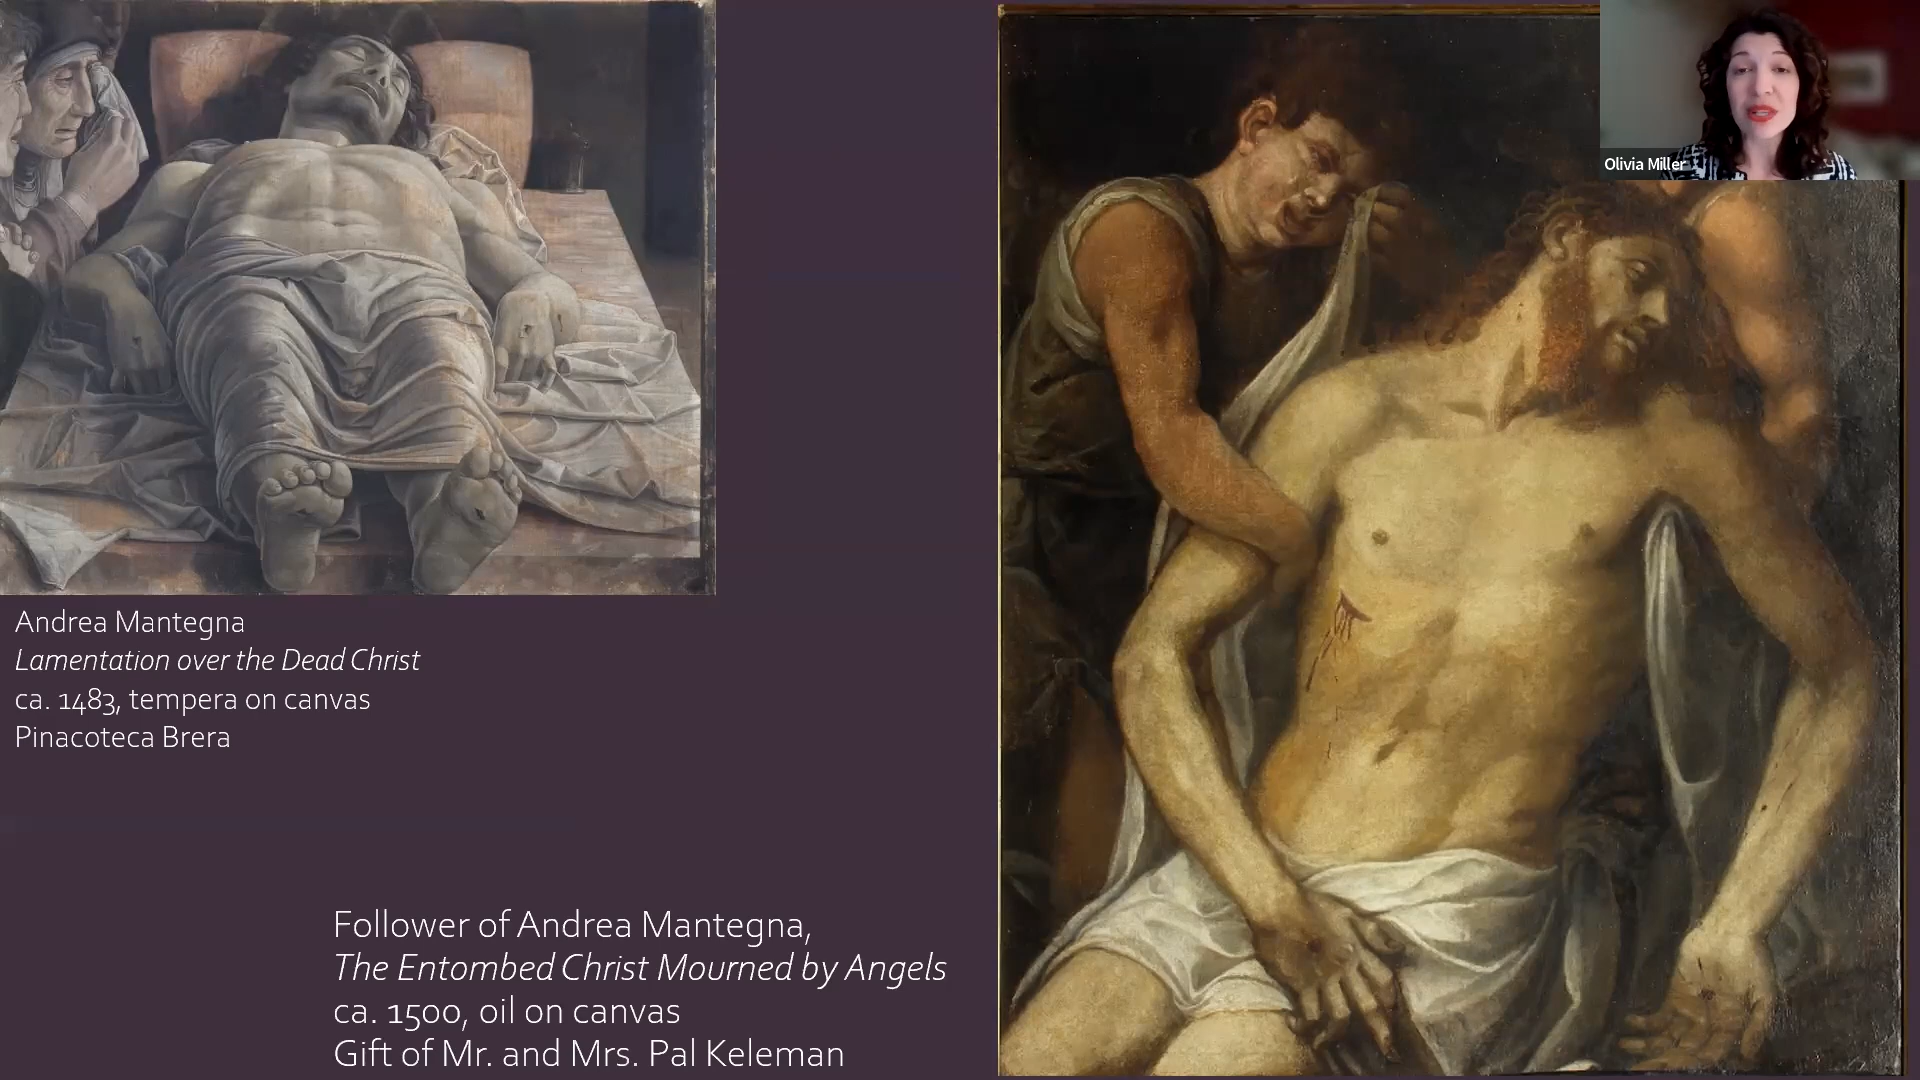 Olivia Miller
Andrea Mantegna
Lamentation over the Dead Christ
ca. 1483, tempera on canvas
Pinacoteca Brera
Follower of Andrea Mantegna,
The Entombed Christ Mourned by Angels
ca. 1500, oil on canvas
Gift of Mr. and Mrs. Pal Keleman